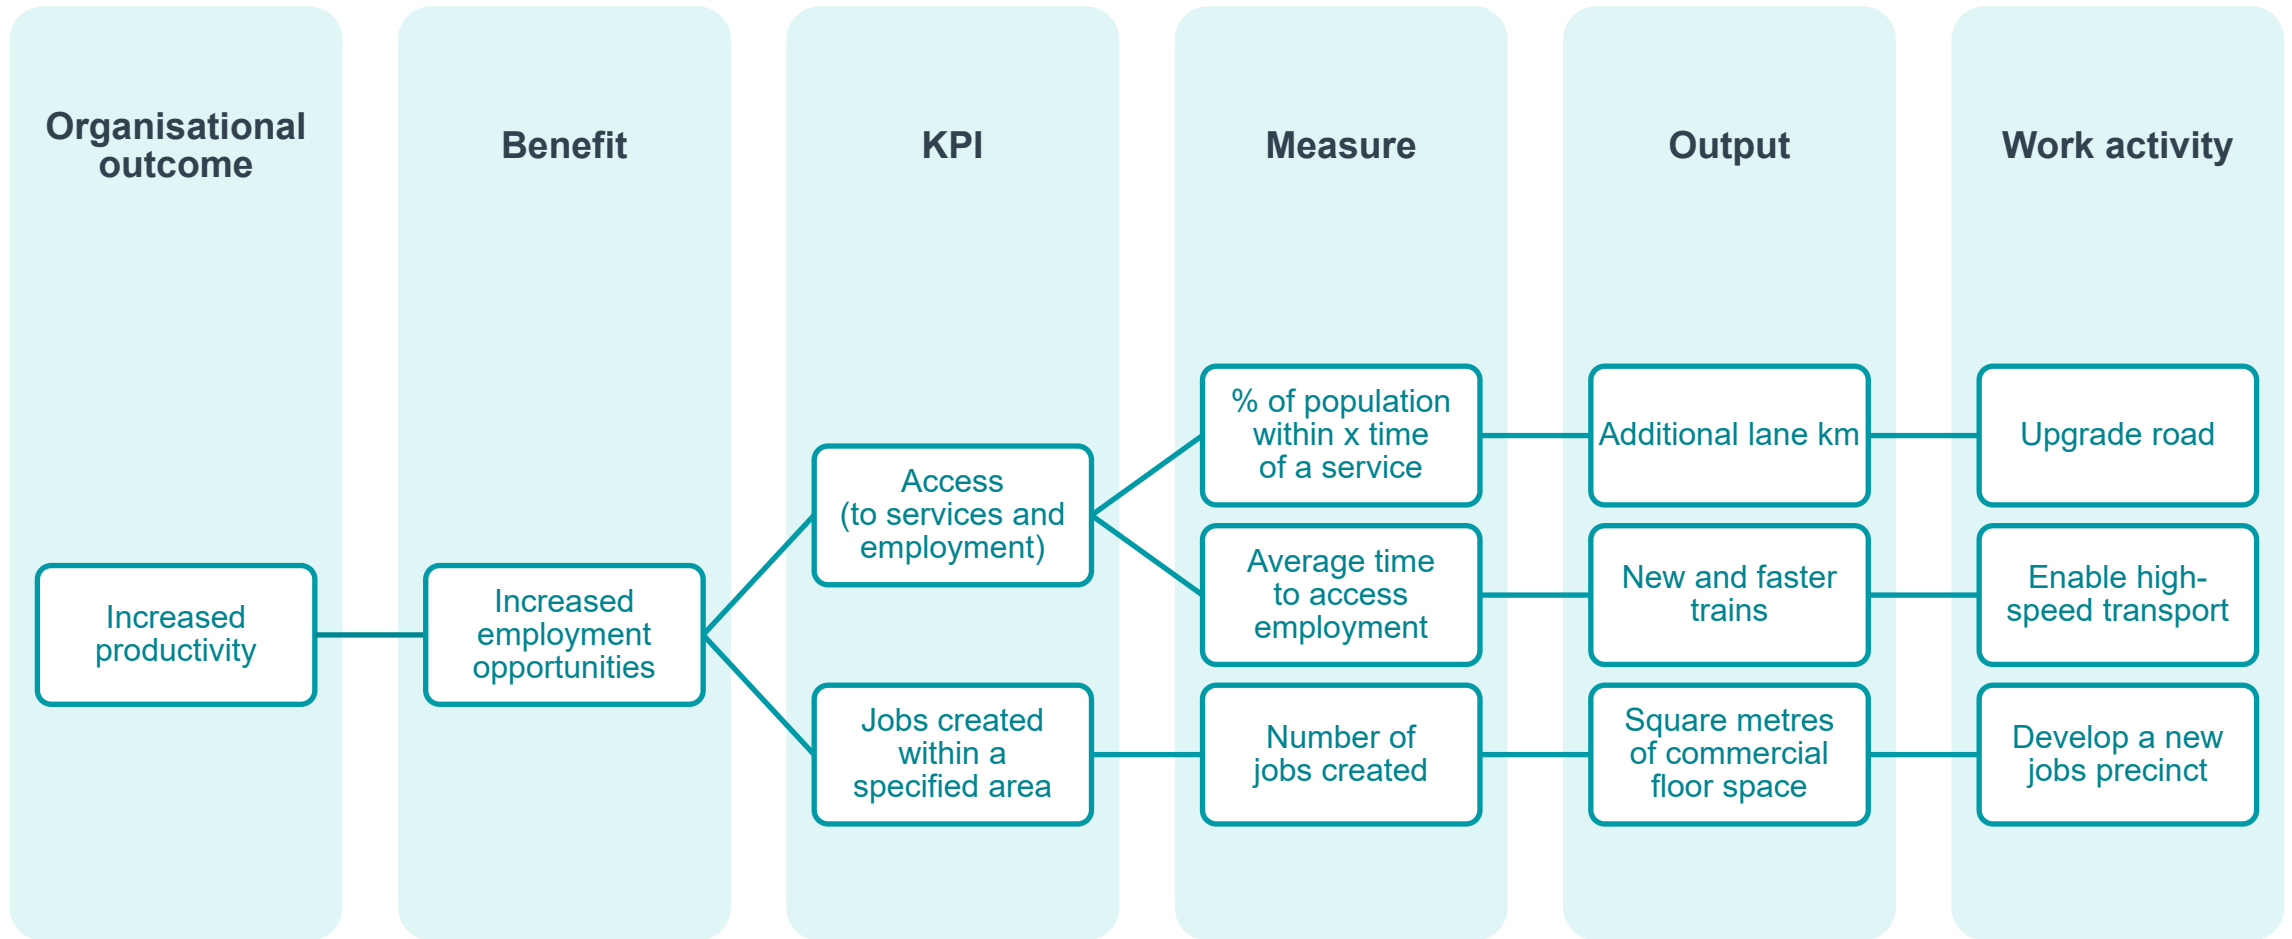 Organisational
outcome
Benefit
KPI
Measure
Output
Work activity
Increased
productivity
Increased
employment
opportunities
Access
(to services and
employment)
Jobs created
within a
specified area
% of population
within x time
of a service
Average time
to access
employment
Number of
jobs created
Additional lane km
New and faster
trains
Square metres
of commercial
floor space
Upgrade road
Enable high-
speed transport
Develop a new
jobs precinct